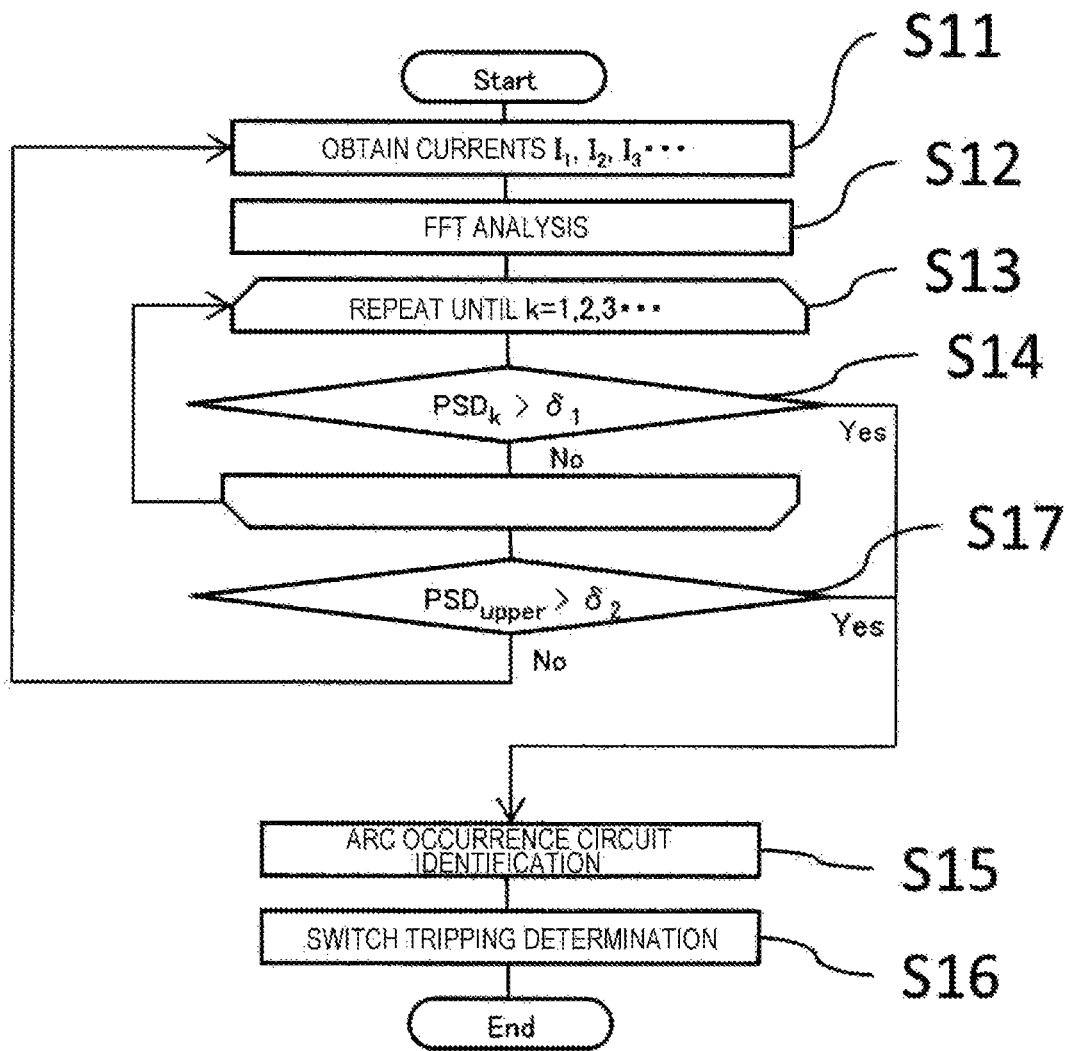 S11
Start
OBTAIN CURRENTS I₁, I₂, I₃・・・
S12
FFT ANALYSIS
S13
REPEAT UNTIL k=1,2,3・・・
S14
PSDₖ > δ₁
Yes
No
S17
PSD_upper > δ₂
Yes
No
ARC OCCURRENCE CIRCUIT
IDENTIFICATION
S15
SWITCH TRIPPING DETERMINATION
S16
End